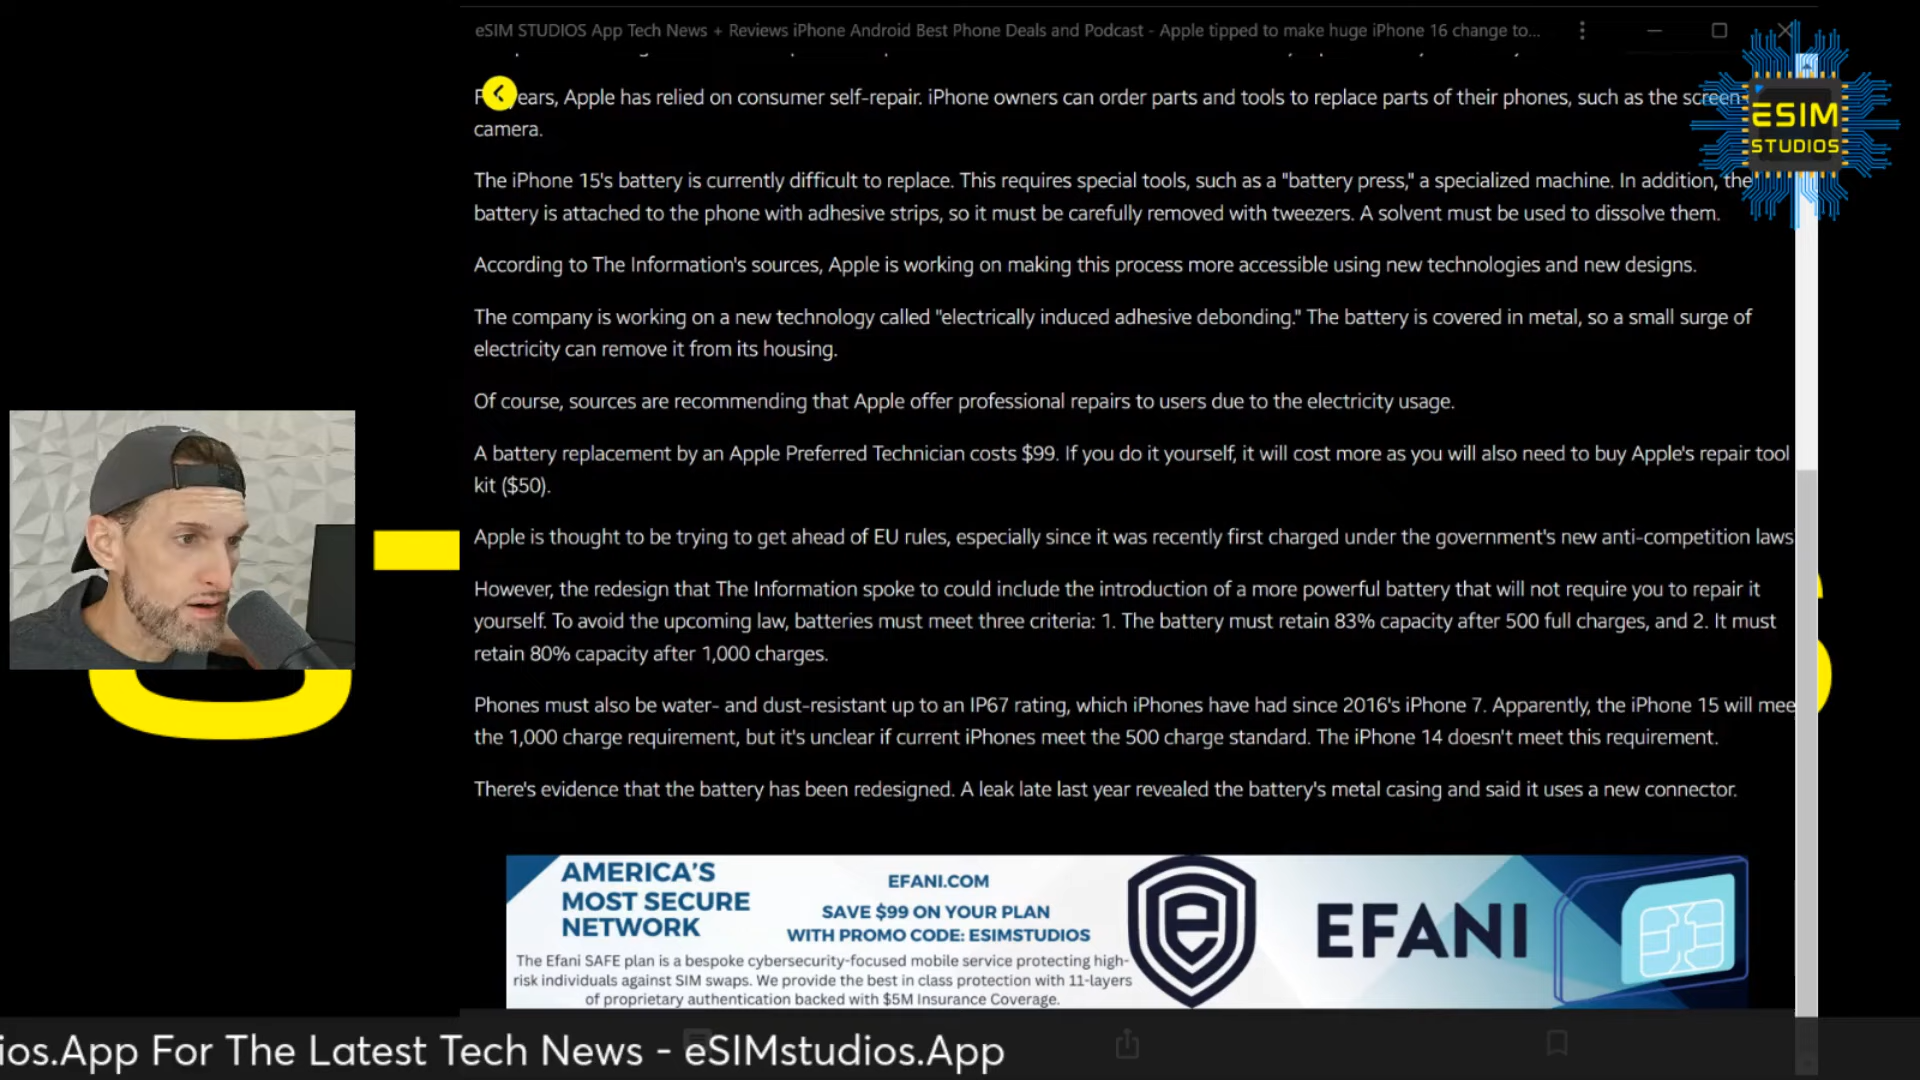 eSIM STUDIOS App Tech News + Reviews iPhone Android Best Phone Deals and Podcast - Apple tipped to make huge iPhone 16 change to...
ears, Apple has relied on consumer self-repair. iPhone owners can order parts and tools to replace parts of their phones, such as the screen
camera.
ESIM
STUDIOS
The iPhone 15's battery is currently difficult to replace. This requires special tools, such as a "battery press," a specialized machine. In addition, the
battery is attached to the phone with adhesive strips, so it must be carefully removed with tweezers. A solvent must be used to dissolve them.
According to The Information's sources, Apple is working on making this process more accessible using new technologies and new designs.
The company is working on a new technology called "electrically induced adhesive debonding." The battery is covered in metal, so a small surge of
electricity can remove it from its housing.
Of course, sources are recommending that Apple offer professional repairs to users due to the electricity usage.
A battery replacement by an Apple Preferred Technician costs $99. If you do it yourself, it will cost more as you will also need to buy Apple's repair tool
kit ($50).
Apple is thought to be trying to get ahead of EU rules, especially since it was recently first charged under the government's new anti-competition laws
However, the redesign that The Information spoke to could include the introduction of a more powerful battery that will not require you to repair it
yourself. To avoid the upcoming law, batteries must meet three criteria: 1. The battery must retain 83% capacity after 500 full charges, and 2. It must
retain 80% capacity after 1,000 charges.
Phones must also be water- and dust-resistant up to an IP67 rating, which iPhones have had since 2016's iPhone 7. Apparently, the iPhone 15 will mee
the 1,000 charge requirement, but it's unclear if current iPhones meet the 500 charge standard. The iPhone 14 doesn't meet this requirement.
There's evidence that the battery has been redesigned. A leak late last year revealed the battery's metal casing and said it uses a new connector.
AMERICA'S
MOST SECURE
NETWORK
EFANI.COM
SAVE $99 ON YOUR PLAN
WITH PROMO CODE: ESIMSTUDIOS
The Efani SAFE plan is a bespoke cybersecurity-focused mobile service protecting high-
risk individuals against SIM swaps. We provide the best in class protection with 11-layers
of proprietary authentication backed with $5M Insurance Coverage.
EFANI
ios.App For The Latest Tech News - eSIMstudios.App